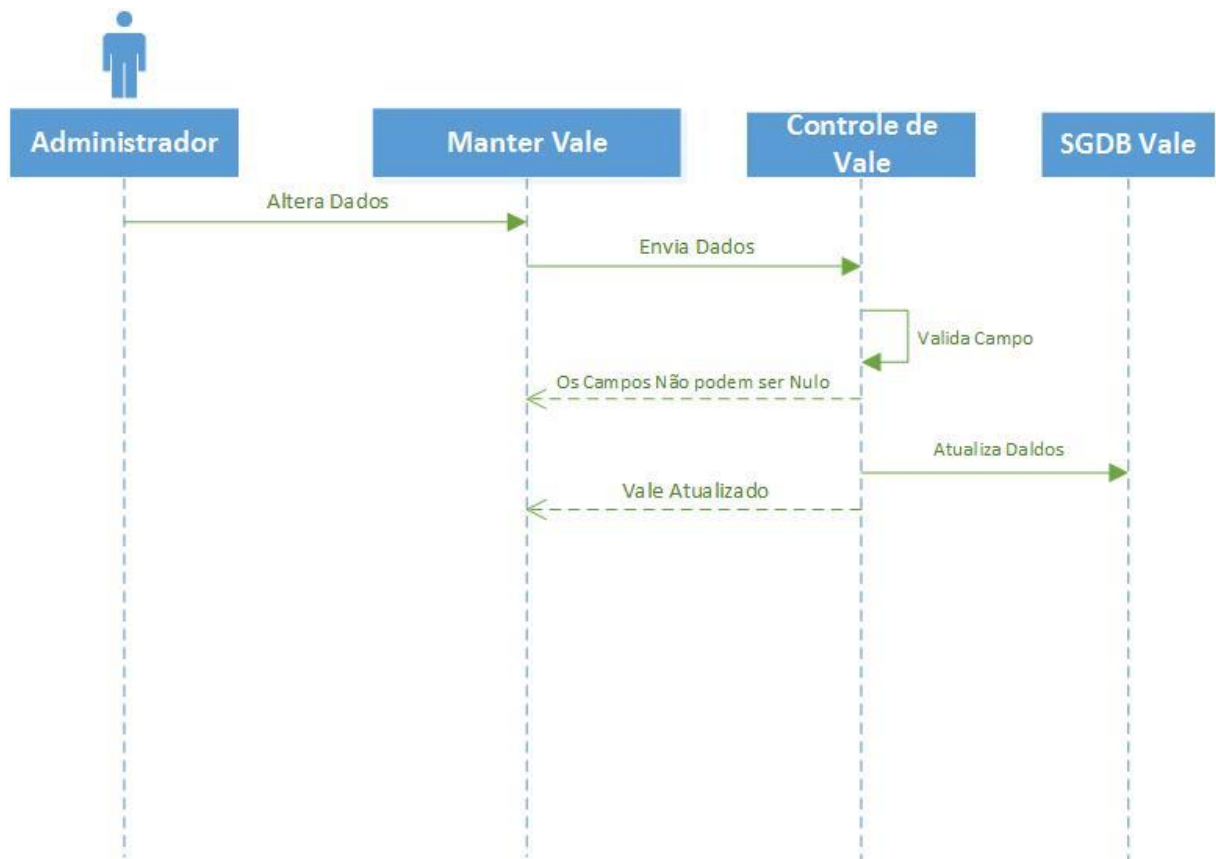 Administrador
Manter Vale
Controle de
Vale
SGDB Vale
Altera Dados
Envia Dados
Valida Campo
Os Campos Não podem ser Nulo
Atualiza Daldos
Vale Atualizado